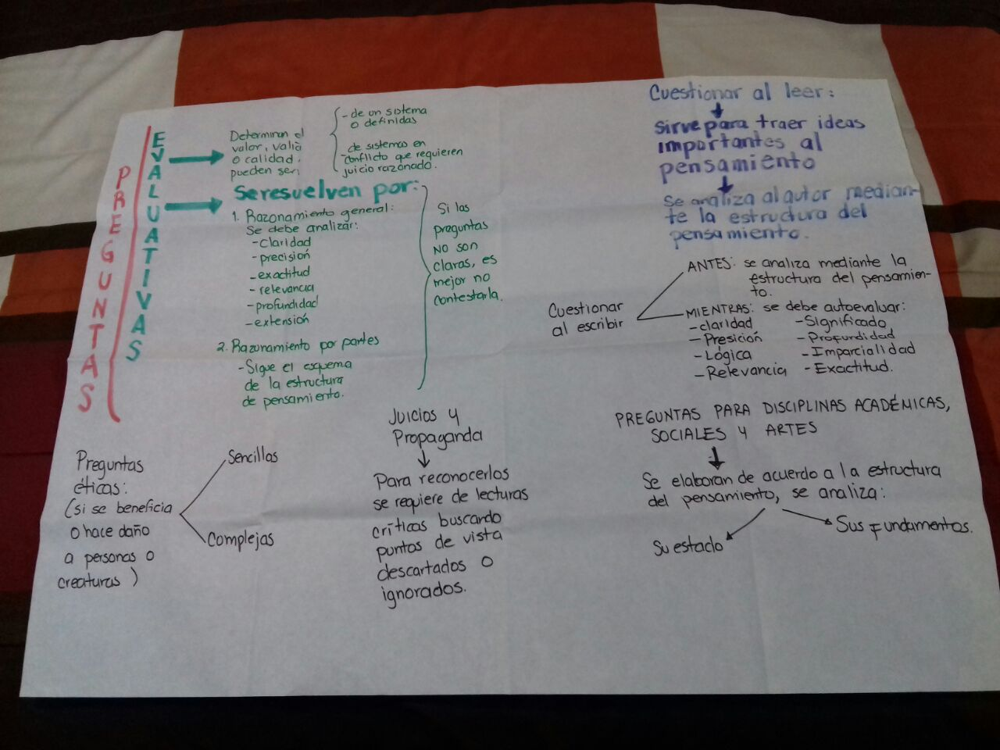 PREGUNTAS
EVALUATIVAS
Determinan el
valor, valía
o calidad.
pueden ser:
- de un sistema
o definidas
de sistemas en
conflicto que requieren
juicio razonado.
Se resuelven por:
1. Razonamiento general:
Se debe analizar:
- claridad
- precisión
- exactitud
- relevancia
- profundidad
- extensión
2. Razonamiento por partes
- Sigue el esquema
de la estructura
de pensamiento.
Si las
preguntas
NO son
claras, es
mejor no
contestarla.
Cuestionar al leer:
Sirve para traer ideas
importantes al
pensamiento
Se analiza al autor median-
te la estructura del
pensamiento.
Cuestionar
al escribir
ANTES: se analiza mediante la
estructura del pensamien-
to.
MIENTRAS: se debe autoevaluar:
- claridad
- Presición
- Lógica
- Relevancia
- Significado
- Profundidad
- Imparcialidad
- Exactitud.
Preguntas
éticas:
(si se beneficia
o hace daño
a personas o
creaturas)
Sencillas
Complejas
Juicios y
Propaganda
Para reconocerlos
se requiere de lecturas
críticas buscando
puntos de vista
descartados o
ignorados.
PREGUNTAS PARA DISCIPLINAS ACADÉMICAS,
SOCIALES Y ARTES
Se elaboran de acuerdo a la estructura
del pensamiento, se analiza:
Su estado
Sus fundamentos.